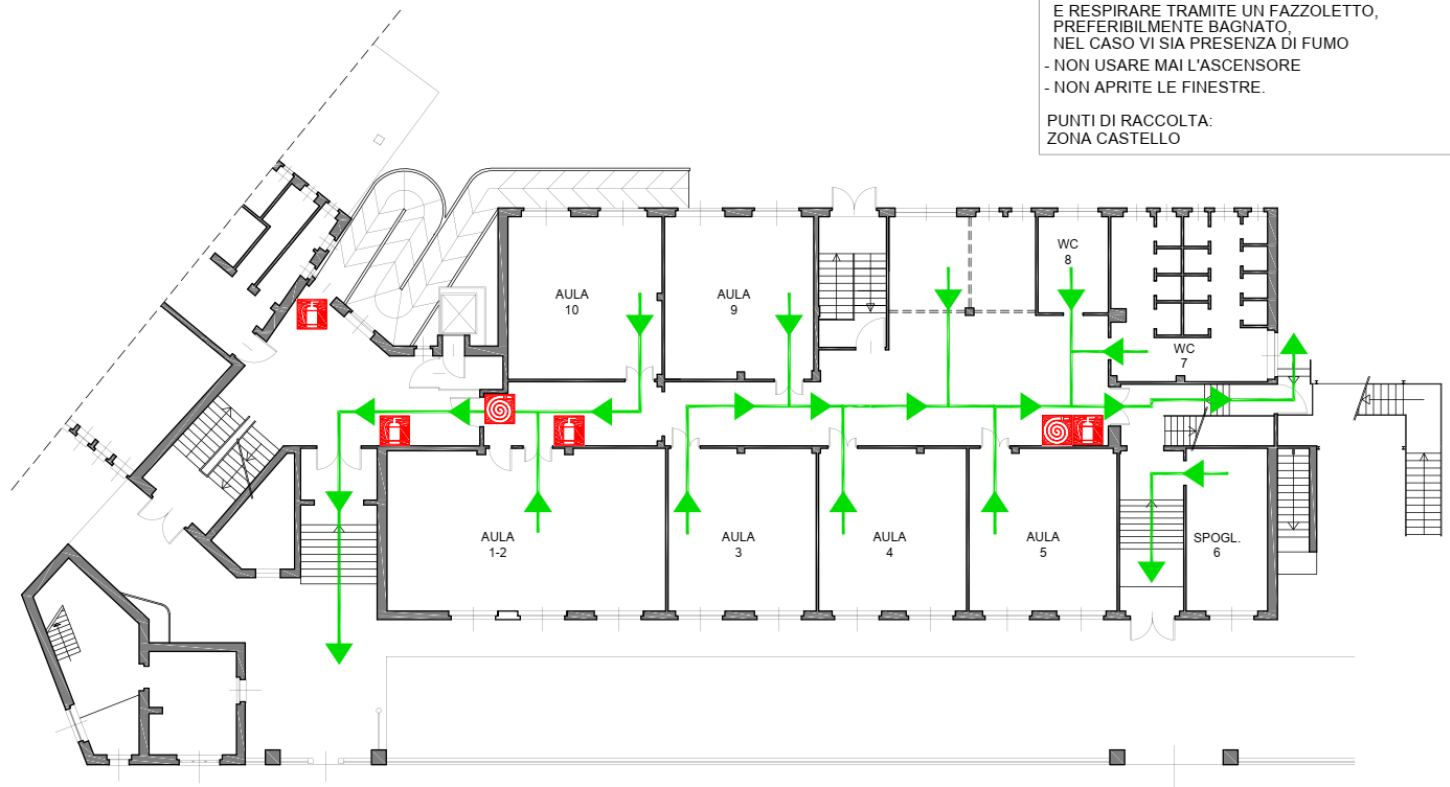 E RESPIRARE TRAMITE UN FAZZOLETTO,
PREFERIBILMENTE BAGNATO,
NEL CASO VI SIA PRESENZA DI FUMO
- NON USARE MAI L'ASCENSORE
- NON APRITE LE FINESTRE.
PUNTI DI RACCOLTA:
ZONA CASTELLO
WC
8
AULA
10
AULA
9
WC
7
AULA
1-2
AULA
3
AULA
4
AULA
5
SPOGL.
6